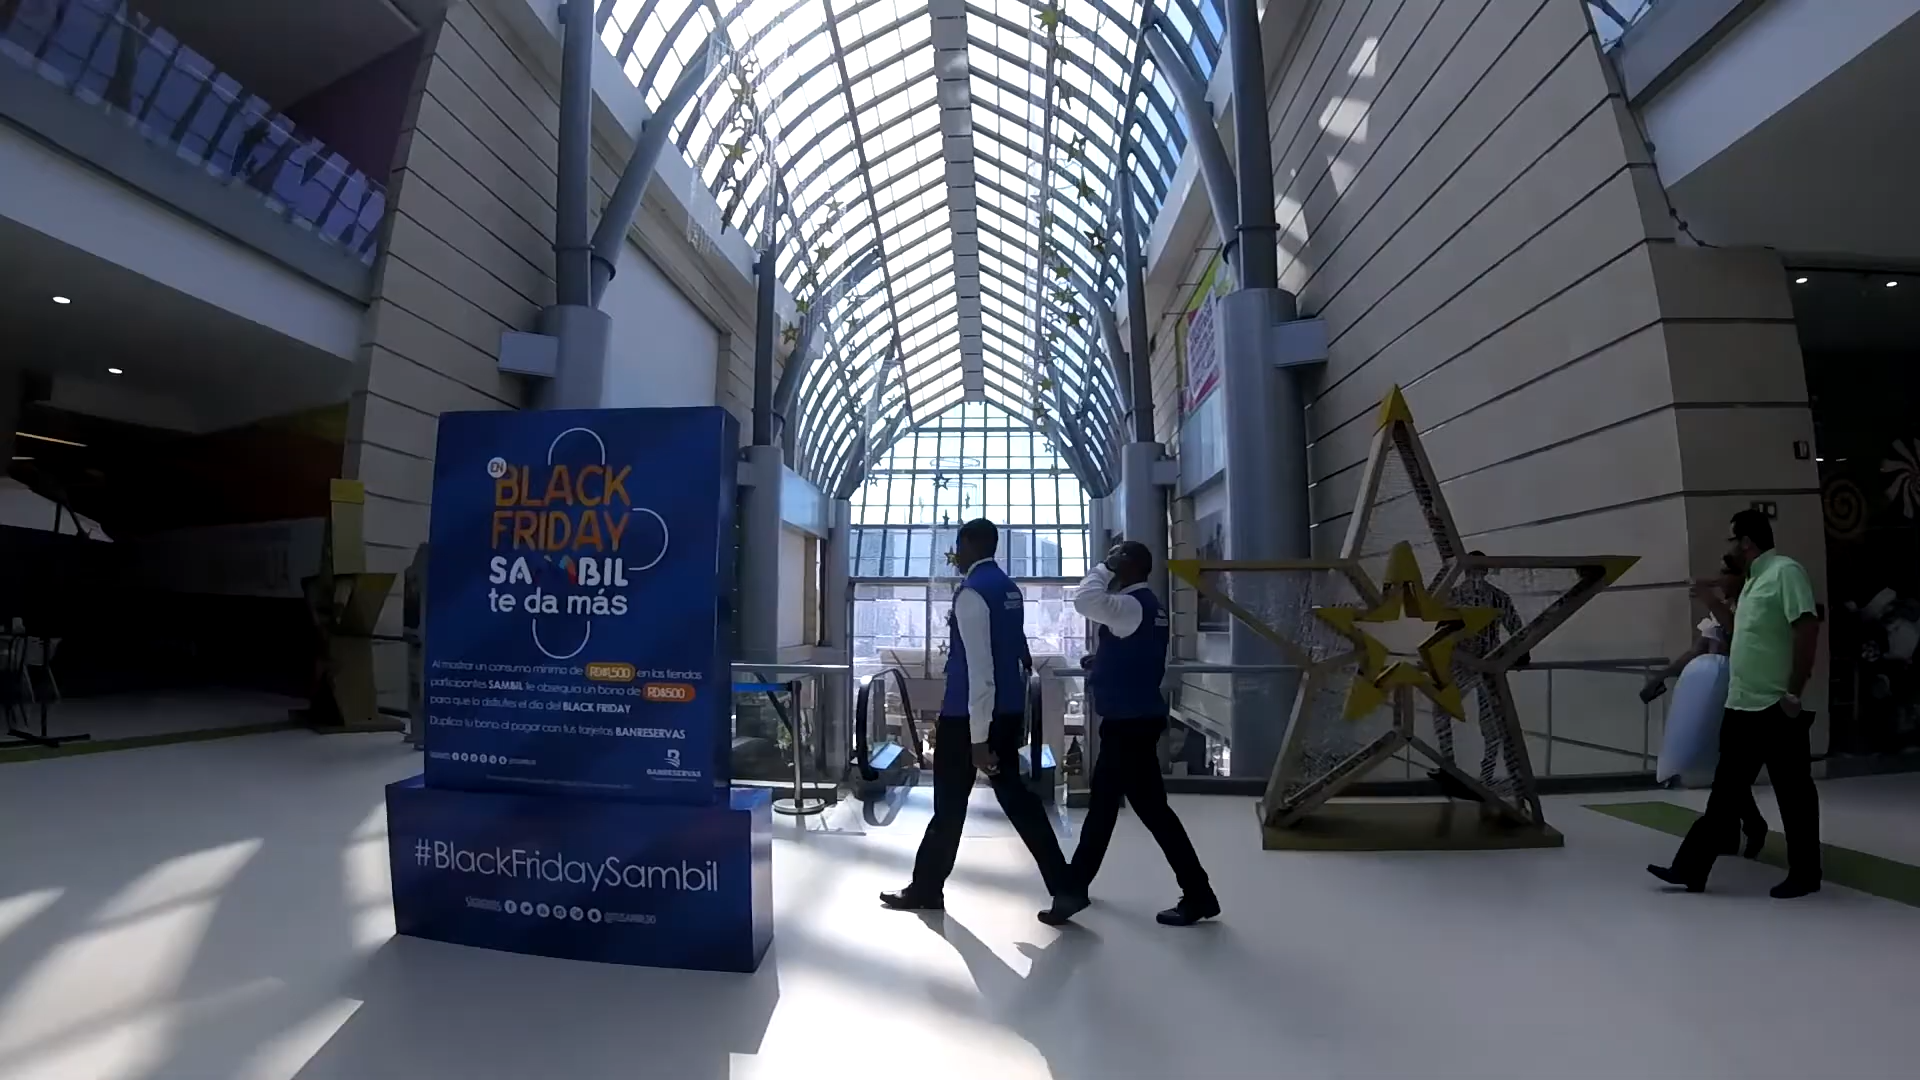 EN
BLACK
FRIDAY
SAMBIL
te da más
Al mostrar un consumo mínimo de RD$1,500 en las tiendas
participantes SAMBIL te obsequia un bono de RD$500
para que lo disfrutes el día del BLACK FRIDAY
Duplica tu bono al pagar con tus tarjetas BANRESERVAS
BANRESERVAS
#BlackFridaySambil
SÍGUENOS @TUSAMBILDO